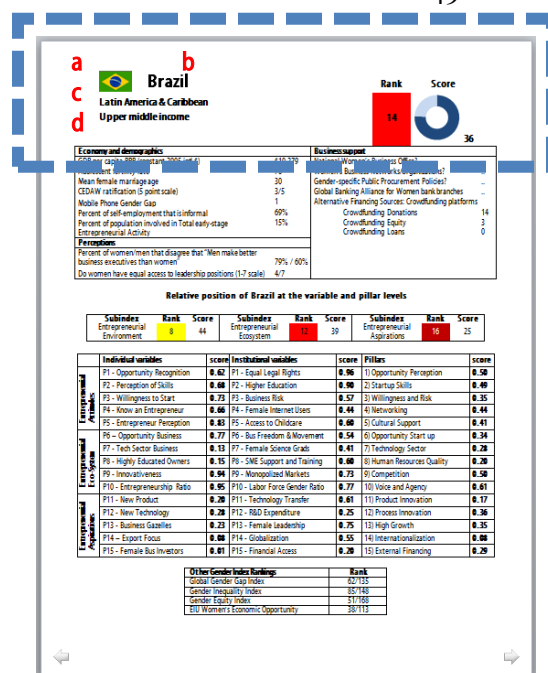 a
b
c
d
Brazil
Latin America & Caribbean
Upper middle income
Rank Score
14
36
Economy and demographics Business support
Mean female marriage age 30
CEDAW ratification (5 point scale) 3/5
Mobile Phone Gender Gap 1
Percent of self-employment that is informal 69%
Percent of population involved in Total early-stage
Entrepreneurial Activity 15%
Gender-specific Public Procurement Policies? ..
Global Banking Alliance for Women bank branches ..
Alternative Financing Sources: Crowdfunding platforms
Crowdfunding Donations 14
Crowdfunding Equity 3
Crowdfunding Loans 0
Perceptions
Percent of women/men that disagree that "Men make better
business executives than women" 79% / 60%
Do women have equal access to leadership positions (1-7 scale) 4/7
Relative position of Brazil at the variable and pillar levels
Subindex Rank Score Subindex Rank Score Subindex Rank Score
Entrepreneurial Environment 8 44 Entrepreneurial Ecosystem 12 39 Entrepreneurial Aspirations 16 25
Individual variables score Institutional variables score Pillars score
Entrepreneurial Attitudes
P1 - Opportunity Recognition 0.62 P1 - Equal Legal Rights 0.96 1) Opportunity Perception 0.50
P2 - Perception of Skills 0.68 P2 - Higher Education 0.90 2) Startup Skills 0.49
P3 - Willingness to Start 0.73 P3 - Business Risk 0.57 3) Willingness and Risk 0.35
P4 - Know an Entrepreneur 0.66 P4 - Female Internet Users 0.44 4) Networking 0.44
P5 - Entrepreneur Perception 0.83 P5 - Access to Childcare 0.60 5) Cultural Support 0.41
Entrepreneurial Eco-System
P6 – Opportunity Business 0.77 P6 - Bus Freedom & Movement 0.54 6) Opportunity Start up 0.34
P7 - Tech Sector Business 0.13 P7 - Female Science Grads 0.41 7) Technology Sector 0.28
P8 - Highly Educated Owners 0.15 P8 - SME Support and Training 0.60 8) Human Resources Quality 0.20
P9 - Innovativeness 0.94 P9 - Monopolized Markets 0.73 9) Competition 0.50
P10 - Entrepreneurship Ratio 0.95 P10 - Labor Force Gender Ratio 0.77 10) Voice and Agency 0.61
Entrepreneurial Aspirations
P11 - New Product 0.20 P11 - Technology Transfer 0.61 11) Product Innovation 0.17
P12 - New Technology 0.28 P12 - R&D Expenditure 0.25 12) Process Innovation 0.36
P13 - Business Gazelles 0.23 P13 - Female Leadership 0.75 13) High Growth 0.35
P14 – Export Focus 0.08 P14 - Globalization 0.55 14) Internationalization 0.08
P15 - Female Bus Investors 0.01 P15 - Financial Access 0.20 15) External Financing 0.29
Other Gender Index Rankings Rank
Global Gender Gap Index 62/135
Gender Inequality Index 85/148
Gender Equity Index 51/168
EIU Women's Economic Opportunity 38/113